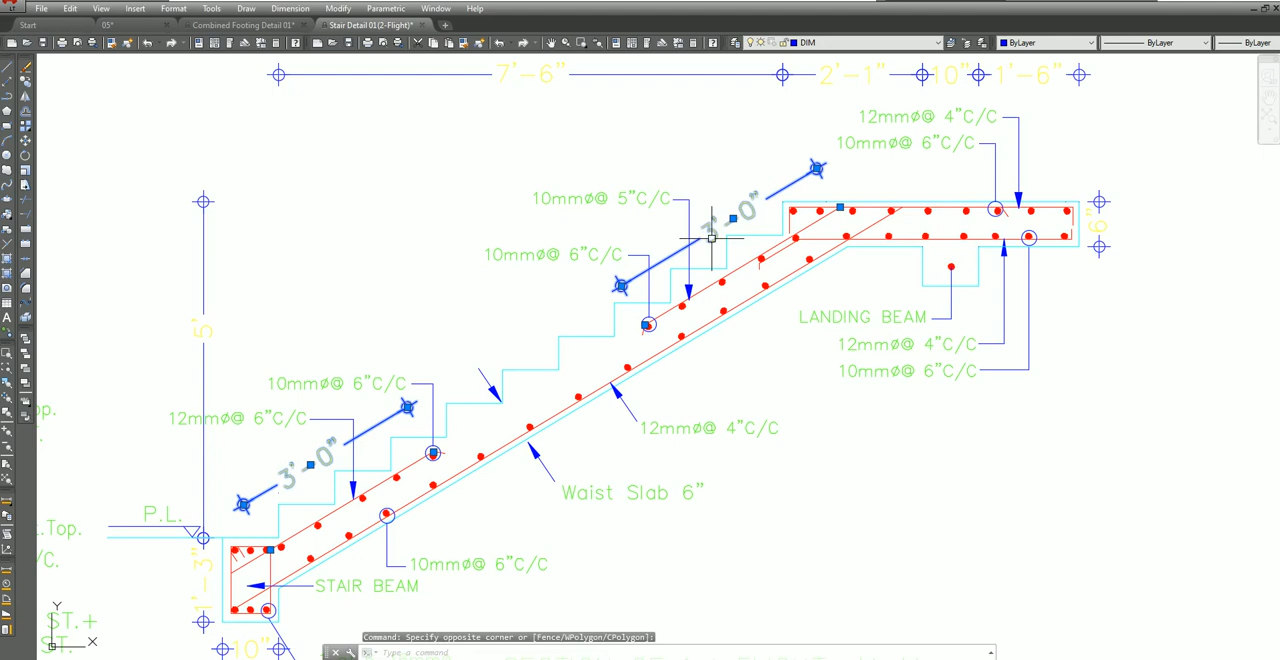 File Edit View Insert Format Tools Draw Dimension Modify Parametric Window Help
Start 05* Combined Footing Detail 01* Stair Detail 01(2-Flight)*
DIM ByLayer ByLayer ByLayer
7'-6" 2'-1" 10" 1'-6"
12mmø@ 4"C/C
10mmø@ 6"C/C
10mmø@ 5"C/C
3'-0"
6"
10mmø@ 6"C/C
LANDING BEAM
5'
12mmø@ 4"C/C
10mmø@ 6"C/C
10mmø@ 6"C/C
12mmø@ 6"C/C
12mmø@ 4"C/C
3'-0"
Waist Slab 6"
P.L.
op.
t.Top.
/C.
10mmø@ 6"C/C
STAIR BEAM
1'-3"
Y
X
ST.+
ST.
10"
Command: Specify opposite corner or [Fence/WPolygon/CPolygon]:
Type a command